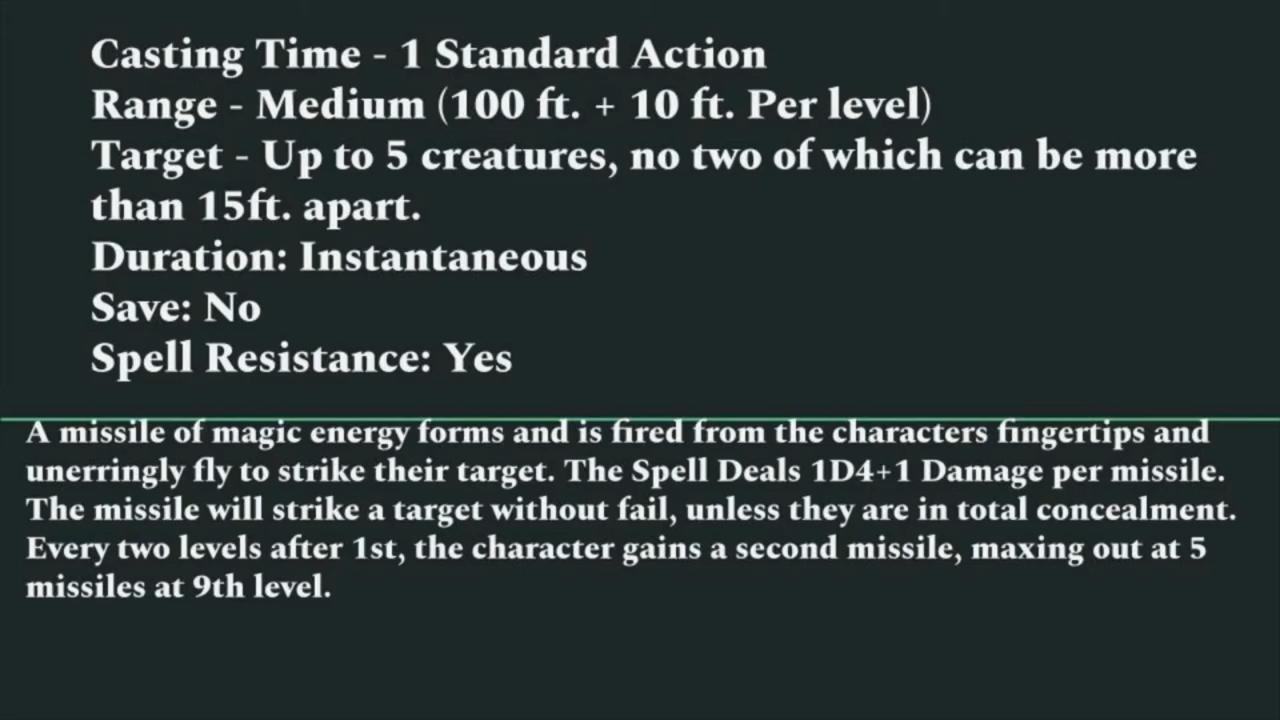 Casting Time - 1 Standard Action
Range - Medium (100 ft. + 10 ft. Per level)
Target - Up to 5 creatures, no two of which can be more
than 15ft. apart.
Duration: Instantaneous
Save: No
Spell Resistance: Yes
A missile of magic energy forms and is fired from the characters fingertips and
unerringly fly to strike their target. The Spell Deals 1D4+1 Damage per missile.
The missile will strike a target without fail, unless they are in total concealment.
Every two levels after 1st, the character gains a second missile, maxing out at 5
missiles at 9th level.